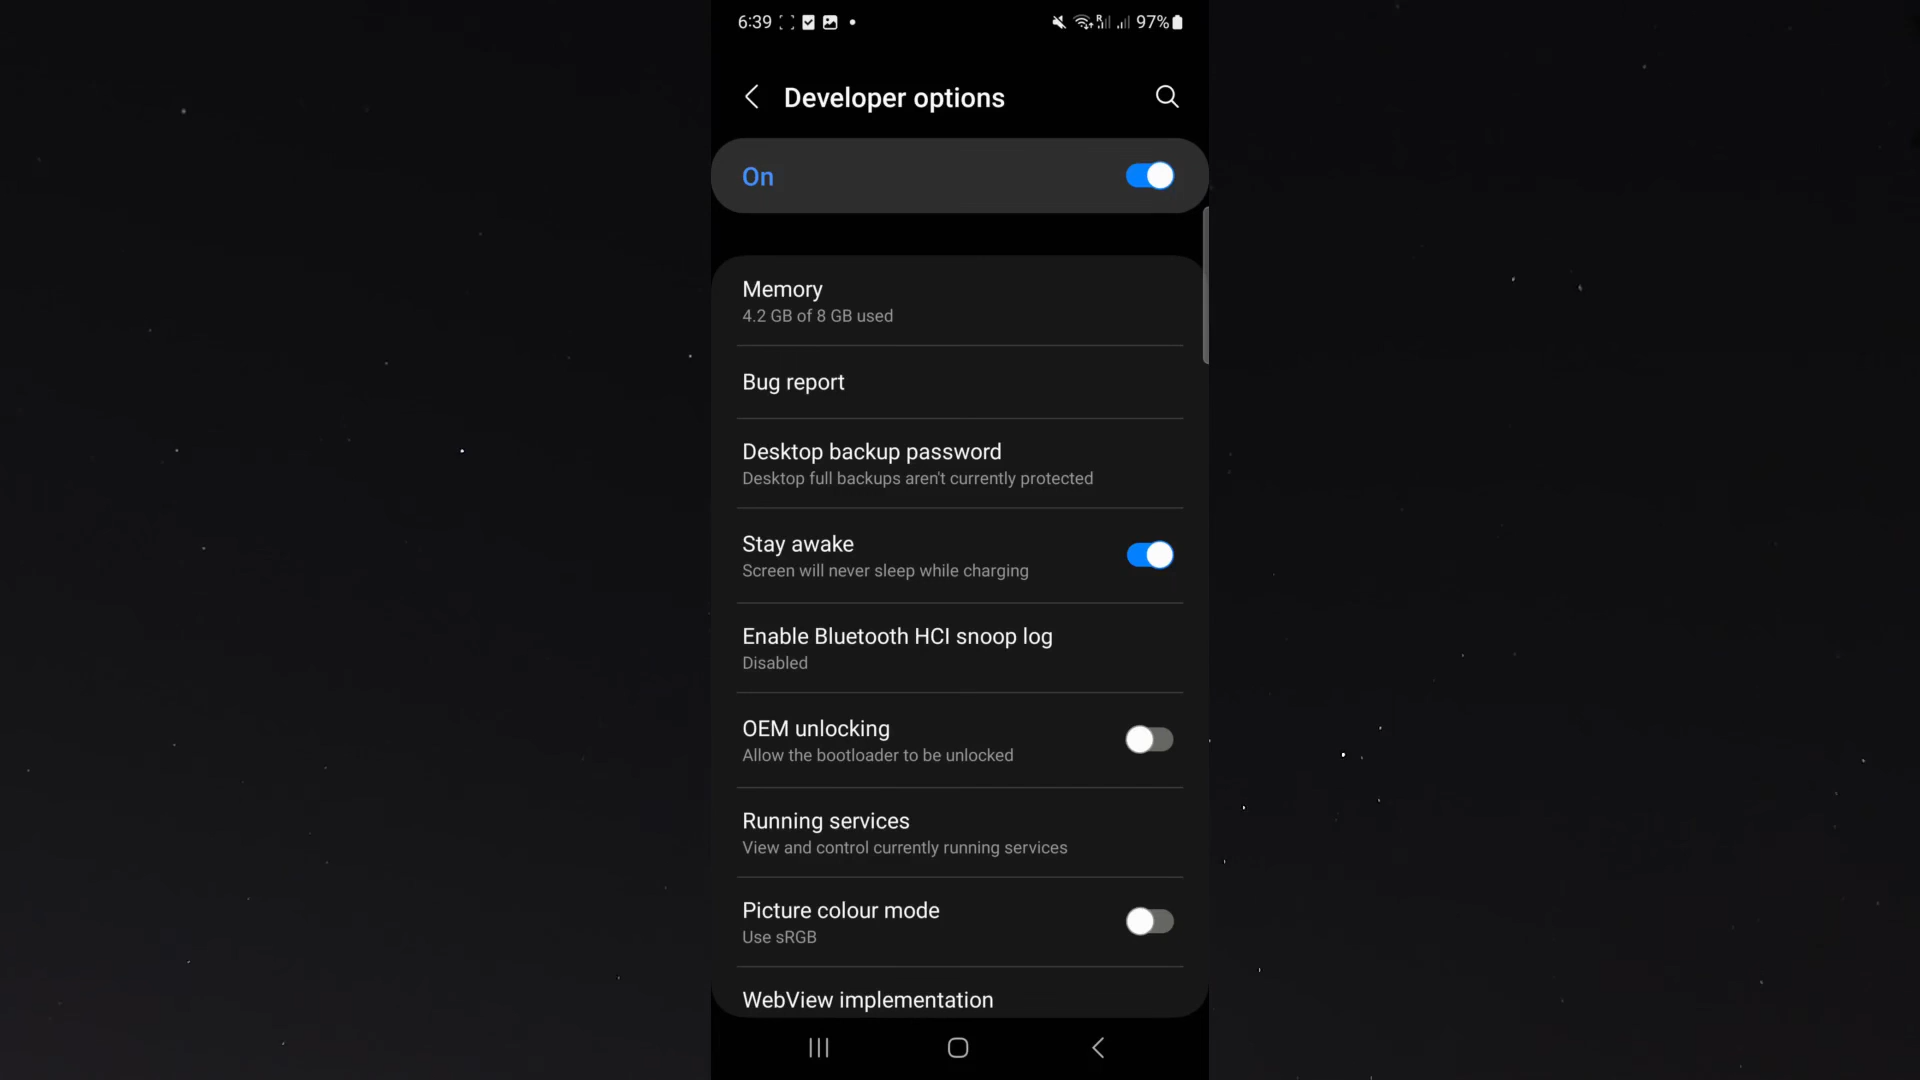 6:39
R
97%
Developer options
On
Memory
4.2 GB of 8 GB used
Bug report
Desktop backup password
Desktop full backups aren't currently protected
Stay awake
Screen will never sleep while charging
Enable Bluetooth HCI snoop log
Disabled
OEM unlocking
Allow the bootloader to be unlocked
Running services
View and control currently running services
Picture colour mode
Use sRGB
WebView implementation